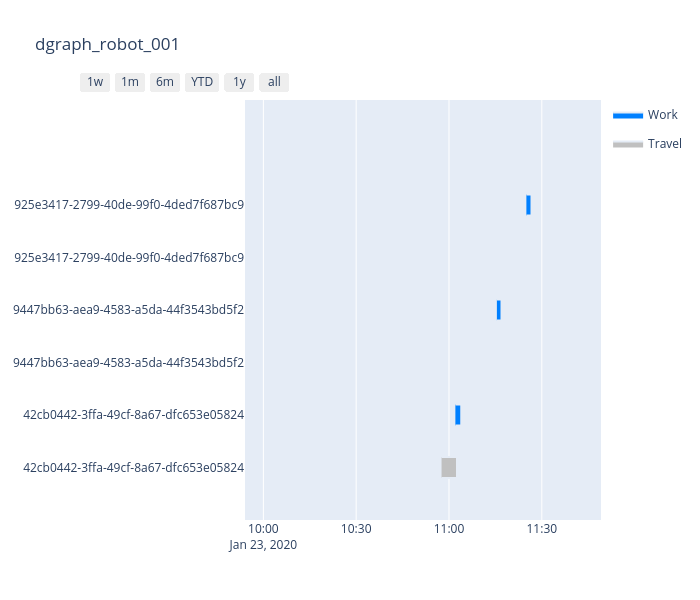 dgraph_robot_001
1w 1m 6m YTD 1y all
Work
Travel
925e3417-2799-40de-99f0-4ded7f687bc9
925e3417-2799-40de-99f0-4ded7f687bc9
9447bb63-aea9-4583-a5da-44f3543bd5f2
9447bb63-aea9-4583-a5da-44f3543bd5f2
42cb0442-3ffa-49cf-8a67-dfc653e05824
42cb0442-3ffa-49cf-8a67-dfc653e05824
10:00 10:30 11:00 11:30
Jan 23, 2020